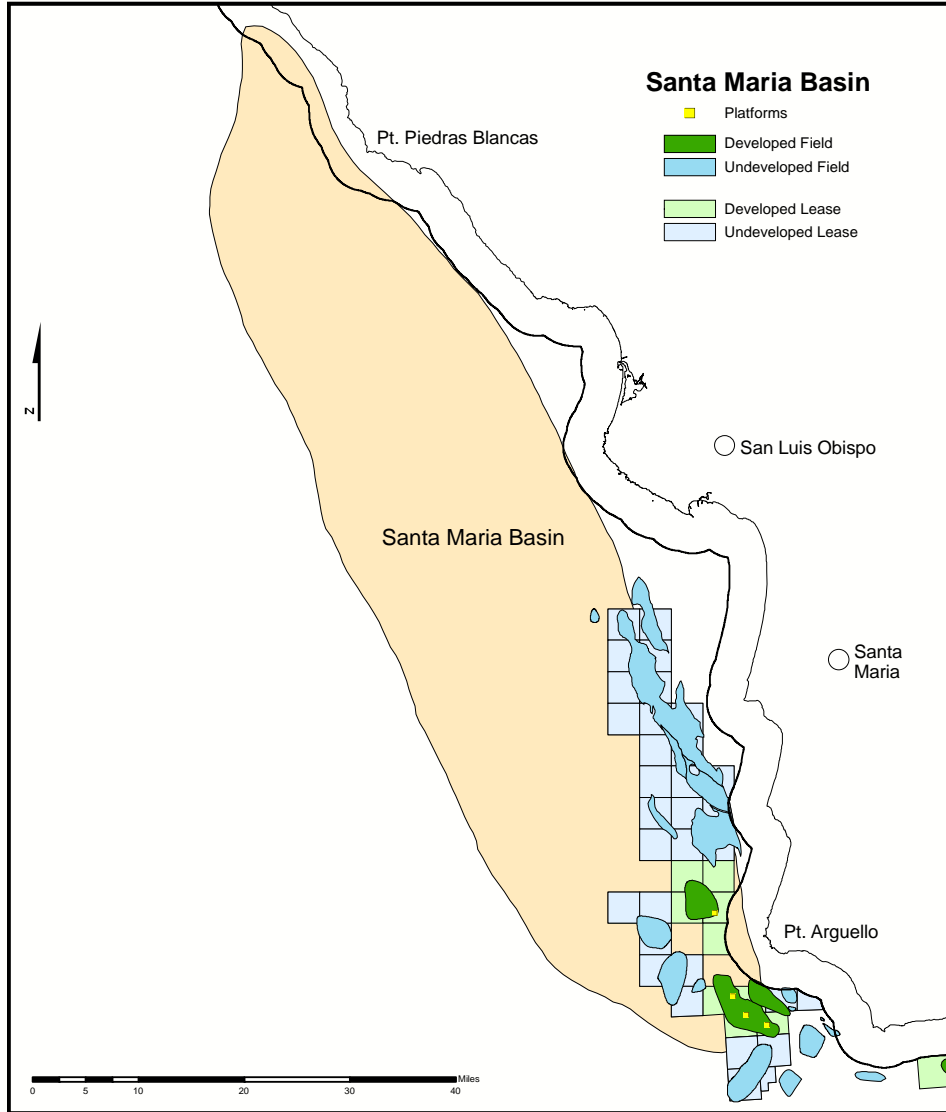 Santa Maria Basin
Platforms
Developed Field
Undeveloped Field
Developed Lease
Undeveloped Lease
Pt. Piedras Blancas
N
San Luis Obispo
Santa Maria Basin
Santa
Maria
Pt. Arguello
Miles
0 5 10 20 30 40